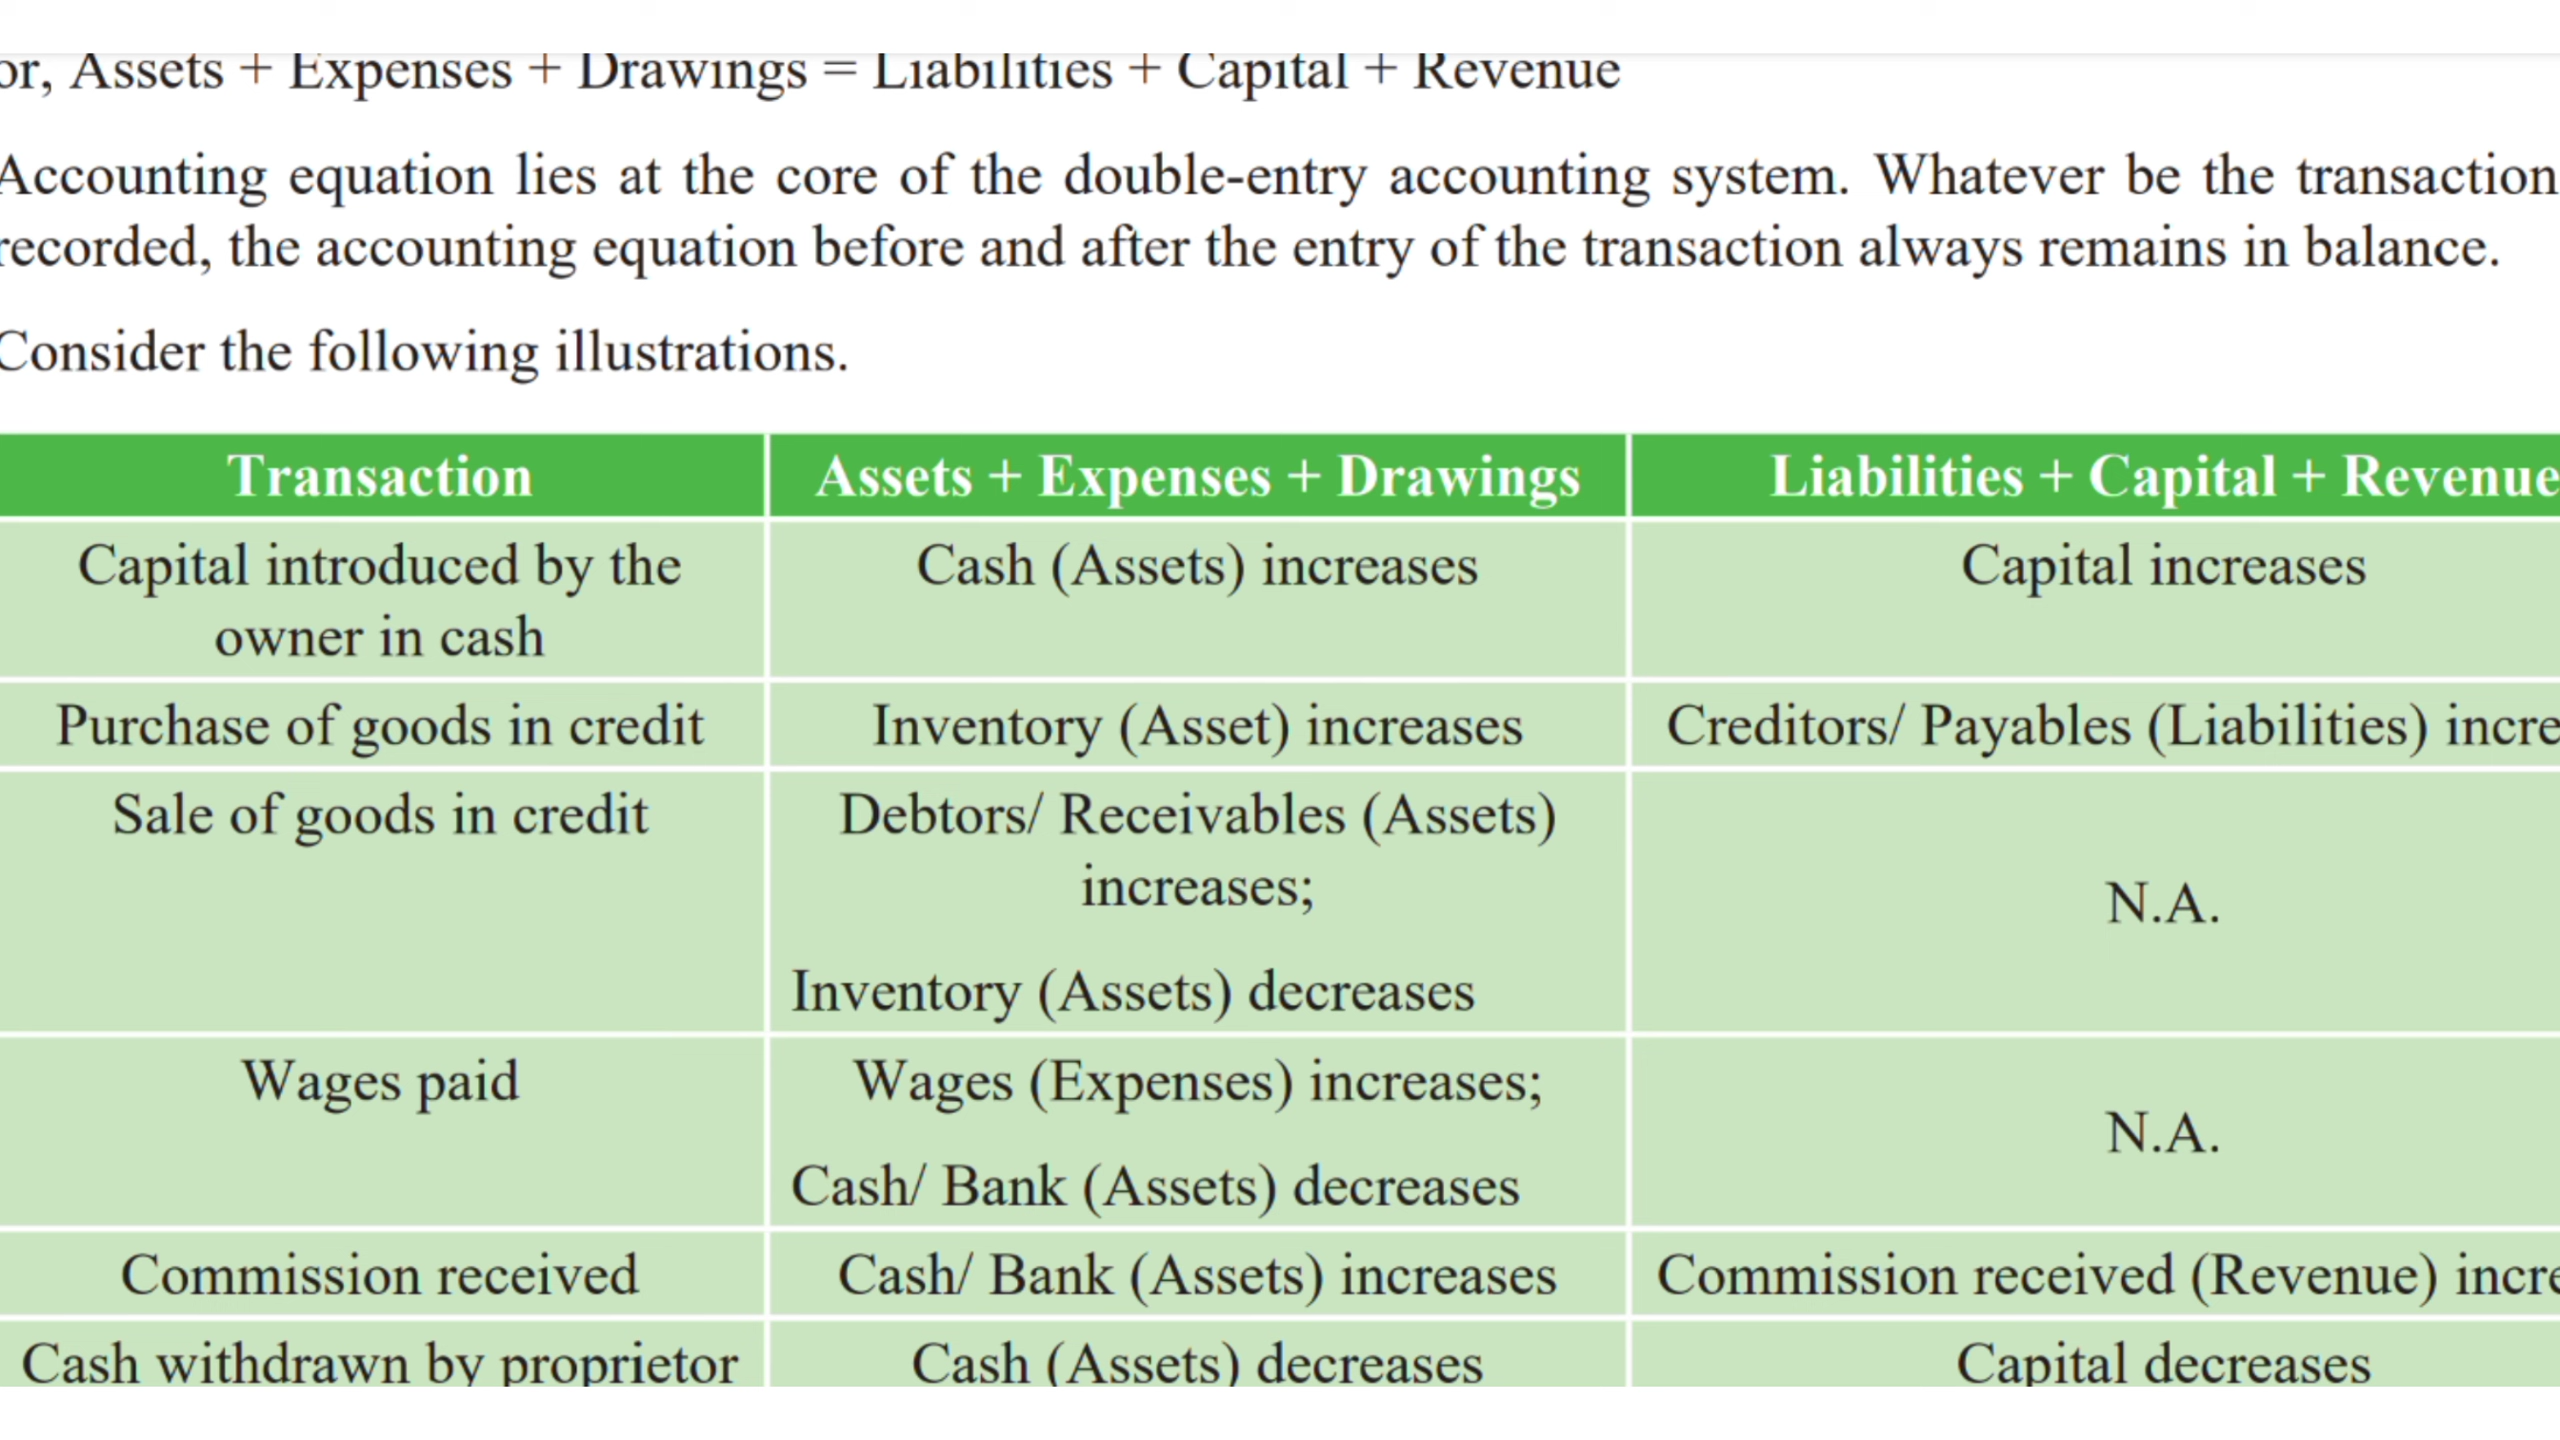 or, Assets + Expenses + Drawings = Liabilities + Capital + Revenue
Accounting equation lies at the core of the double-entry accounting system. Whatever be the transaction
recorded, the accounting equation before and after the entry of the transaction always remains in balance.
Consider the following illustrations.
Transaction Assets + Expenses + Drawings Liabilities + Capital + Revenue
Capital introduced by the Cash (Assets) increases Capital increases
owner in cash
Purchase of goods in credit Inventory (Asset) increases Creditors/ Payables (Liabilities) incre
Sale of goods in credit Debtors/ Receivables (Assets)
increases;
N.A.
Inventory (Assets) decreases
Wages paid Wages (Expenses) increases;
N.A.
Cash/ Bank (Assets) decreases
Commission received Cash/ Bank (Assets) increases Commission received (Revenue) incre
Cash withdrawn by proprietor Cash (Assets) decreases Capital decreases